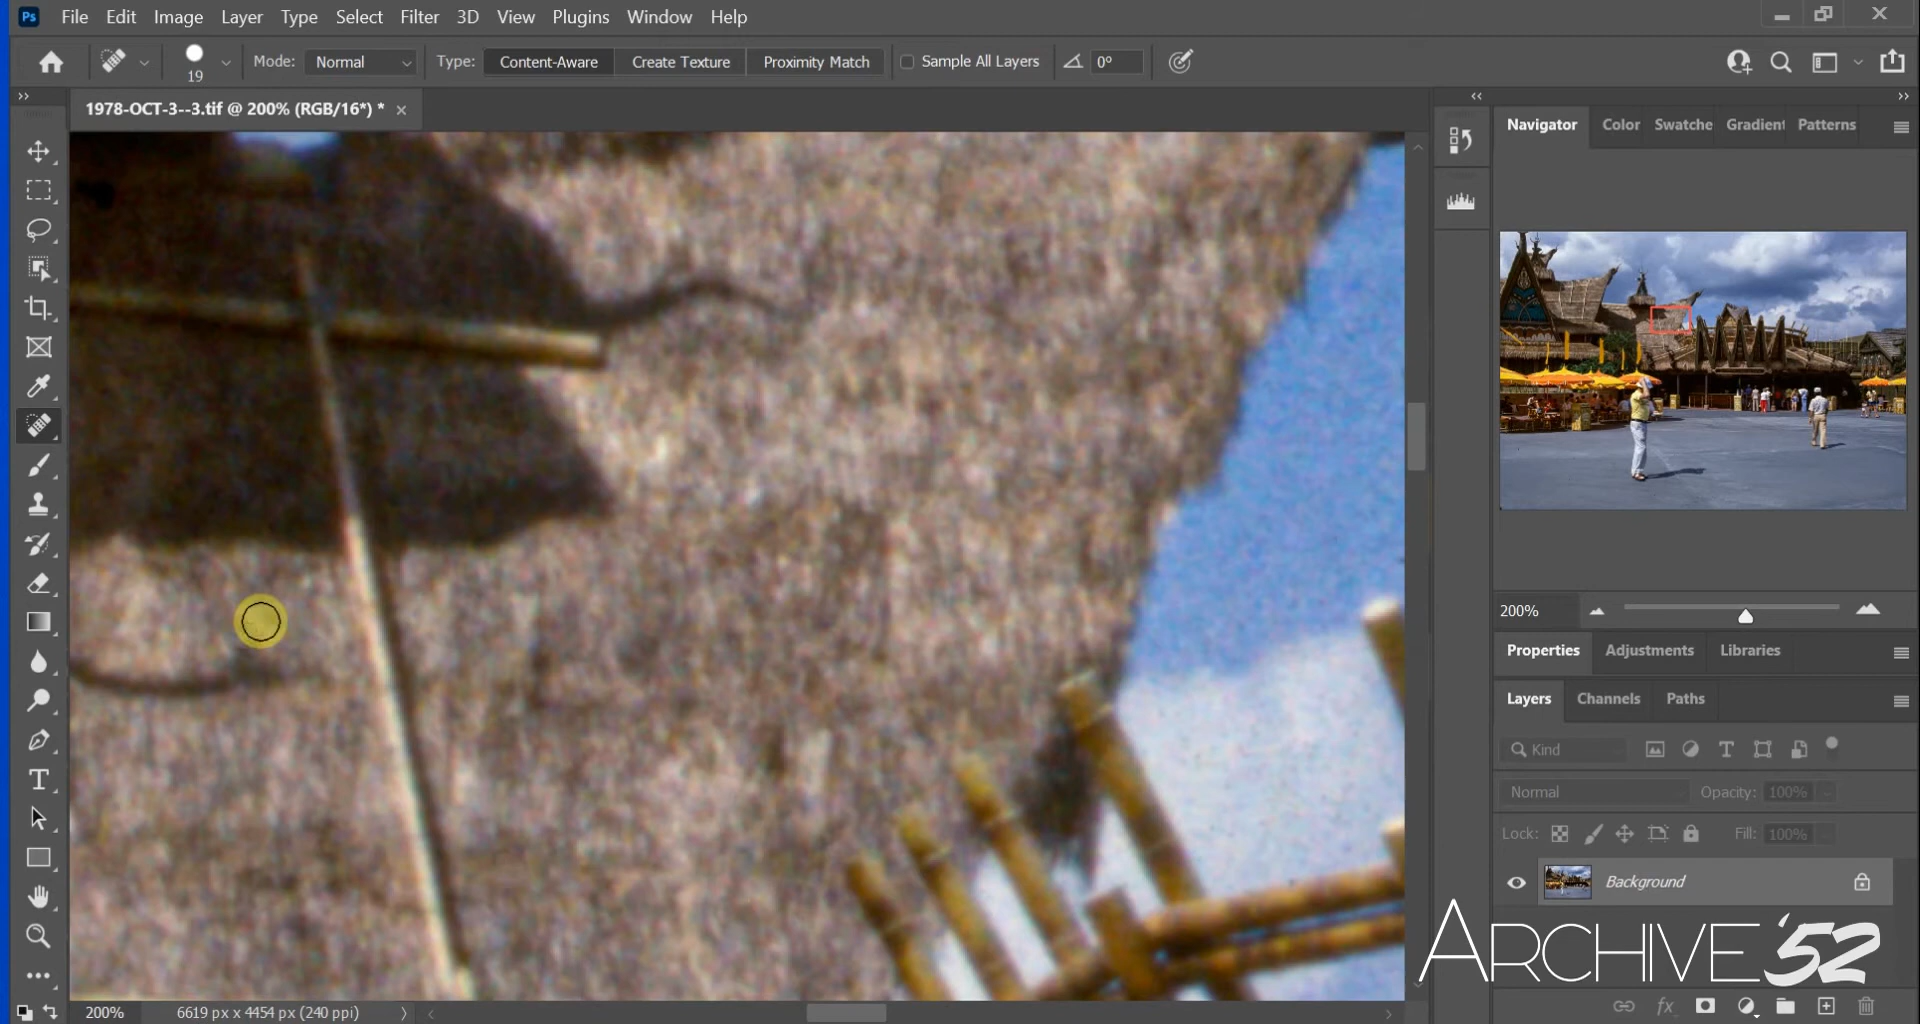 Ps File Edit Image Layer Type Select Filter 3D View Plugins Window Help
19 Mode: Normal Type: Content-Aware Create Texture Proximity Match Sample All Layers 0°
1978-OCT-3--3.tif @ 200% (RGB/16*) * ×
Navigator Color Swatche Gradient Patterns
200%
Properties Adjustments Libraries
Layers Channels Paths
Kind
Normal Opacity: 100%
Lock: Fill: 100%
Background
ARCHIVE '52
fx
200% 6619 px x 4454 px (240 ppi)